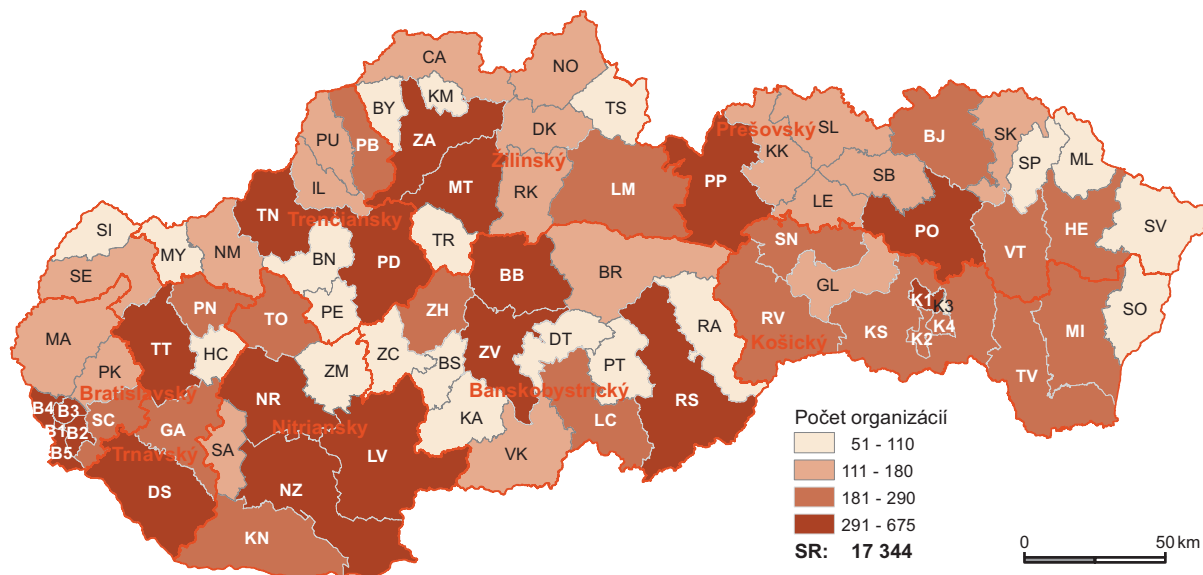 CA
NO
BY
KM
TS
PU
PB
ZA
DK
Prešovský
SL
BJ
SK
KK
SP
ML
Žilinský
IL
MT
RK
LM
PP
SB
LE
TN
Trenčiansky
SI
MY
NM
BN
PD
TR
BB
BR
SN
PO
VT
HE
SV
SE
GL
PN
TO
PE
ZH
K1
K3
SO
MA
TT
HC
ZC
BS
ZV
DT
RA
RV
KS
K4
K2
MI
Košický
PK
ZM
PT
TV
Bratislavský
Banskobystrický
B4
B3
SC
NR
KA
RS
B1
B2
GA
Nitriansky
LC
B5
Trnavský
SA
LV
VK
DS
NZ
KN
Počet organizácií
51 - 110
111 - 180
181 - 290
291 - 675
SR: 17 344
0 50 km